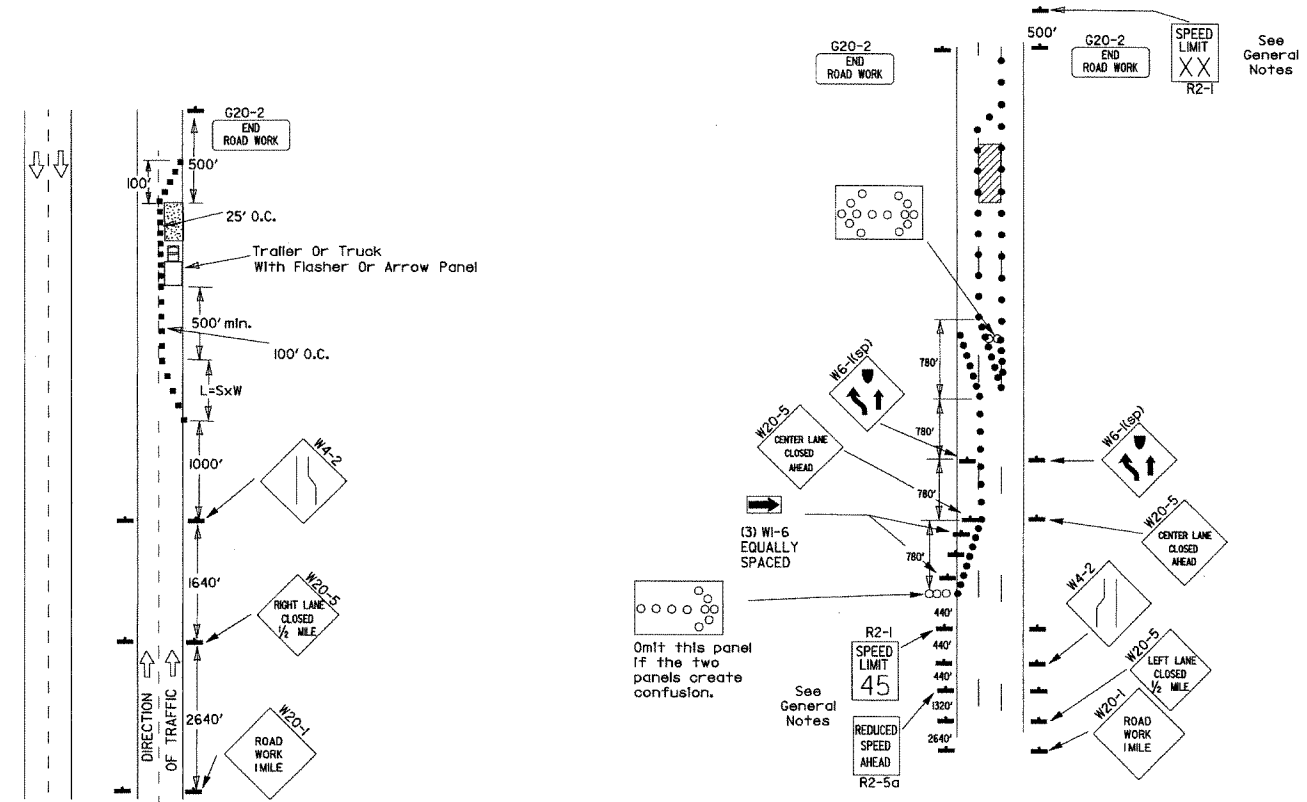 G20-2
END
ROAD WORK
500'
100'
25' O.C.
Trailer Or Truck
With Flasher Or Arrow Panel
500' min.
100' O.C.
L=SxW
1000'
W4-2
1640'
W20-5
RIGHT LANE
CLOSED
1/2 MILE
2640'
W20-1
ROAD
WORK
1 MILE
DIRECTION
OF TRAFFIC
G20-2
END
ROAD WORK
500'
G20-2
END
ROAD WORK
SPEED
LIMIT
XX
R2-1
See
General
Notes
780'
W6-1(sp)
780'
W20-5
CENTER LANE
CLOSED
AHEAD
780'
(3) W1-6
EQUALLY
SPACED
780'
W6-1(sp)
W20-5
CENTER LANE
CLOSED
AHEAD
Omit this panel
if the two
panels create
confusion.
440'
R2-1
SPEED
LIMIT
45
440'
440'
1320'
2640'
See
General
Notes
REDUCED
SPEED
AHEAD
R2-5a
W4-2
W20-5
LEFT LANE
CLOSED
1/2 MILE
W20-1
ROAD
WORK
1 MILE